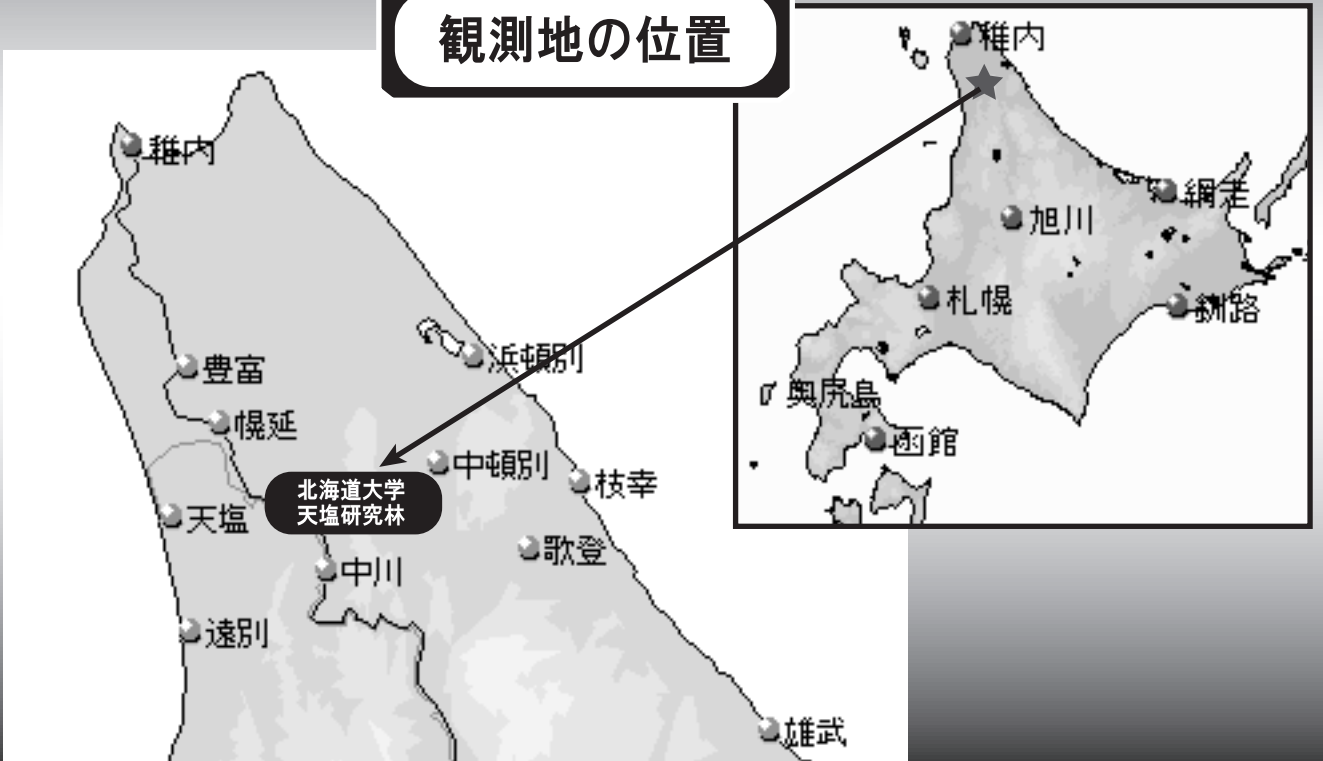 観測地の位置
稚内
豊富
幌延
浜頓別
中頓別
枝幸
北海道大学
天塩研究林
天塩
歌登
中川
遠別
雄武
稚内
網走
旭川
札幌
釧路
奥尻島
函館